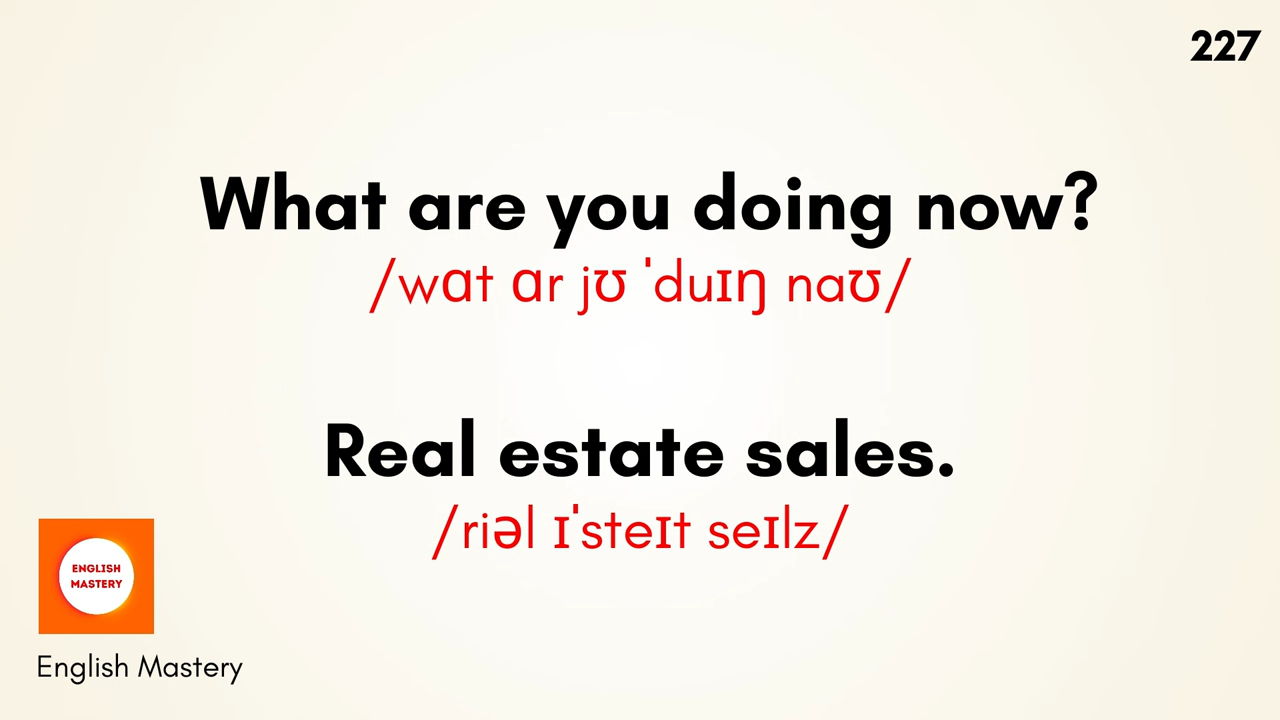 227
What are you doing now?
/wɑt ɑr jʊ ˈduɪŋ naʊ/
Real estate sales.
/riəl ɪˈsteɪt seɪlz/
ENGLISH
MASTERY
English Mastery